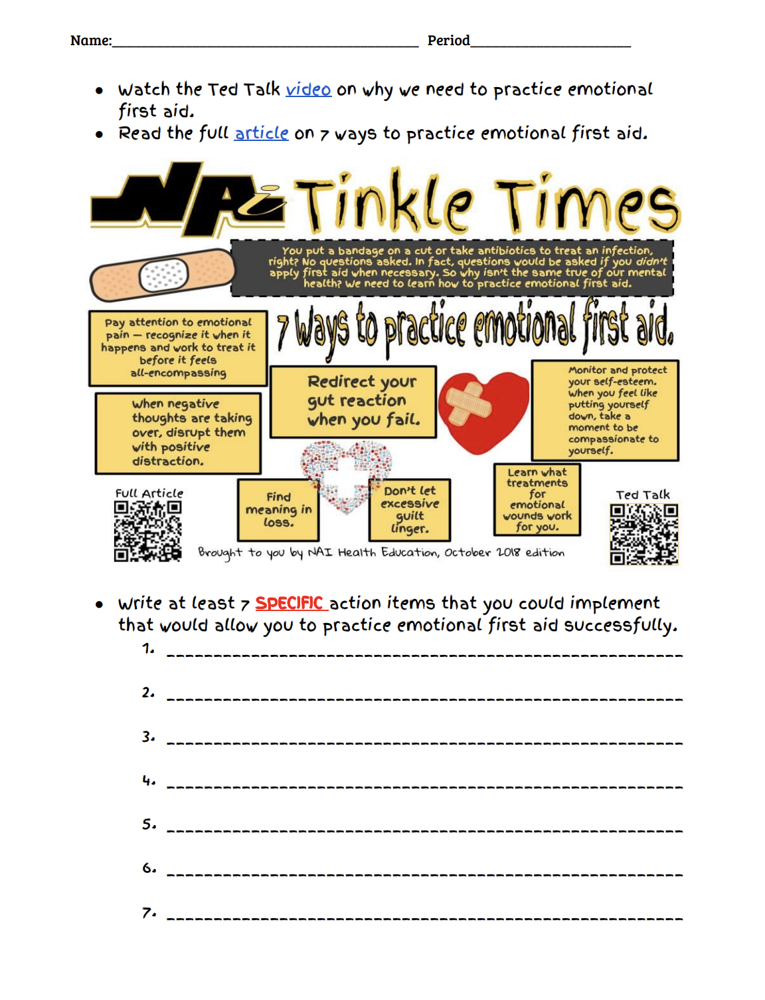 Name:__________________________________________ Period______________________
● Watch the Ted Talk video on why we need to practice emotional
first aid.
● Read the full article on 7 ways to practice emotional first aid.
NAi Tinkle Times
You put a bandage on a cut or take antibiotics to treat an infection,
right? No questions asked. In fact, questions would be asked if you didn't
apply first aid when necessary. So why isn't the same true of our mental
health? We need to learn how to practice emotional first aid.
7 Ways to practice emotional first aid.
Pay attention to emotional
pain — recognize it when it
happens and work to treat it
before it feels
all-encompassing
Redirect your
gut reaction
when you fail.
Monitor and protect
your self-esteem.
When you feel like
putting yourself
down, take a
moment to be
compassionate to
yourself.
When negative
thoughts are taking
over, disrupt them
with positive
distraction.
Find
meaning in
loss.
Don't let
excessive
guilt
linger.
Learn what
treatments
for
emotional
wounds work
for you.
Full Article
Ted Talk
Brought to you by NAI Health Education, October 2018 edition
● Write at least 7 SPECIFIC action items that you could implement
that would allow you to practice emotional first aid successfully.
1. _______________________________________________________
2. _______________________________________________________
3. _______________________________________________________
4. _______________________________________________________
5. _______________________________________________________
6. _______________________________________________________
7. _______________________________________________________